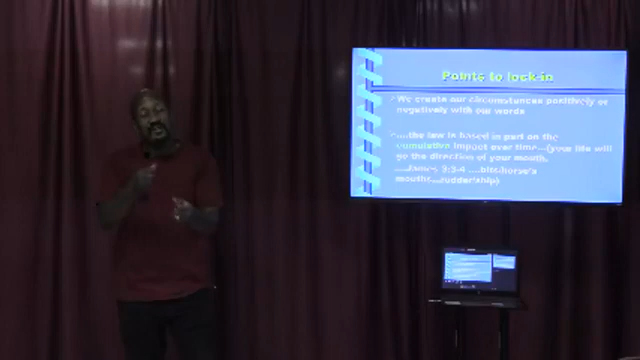 Points to lock-in
We create our circumstances positively or
negatively with our words
....the law is based in part on the
cumulative impact over time...(your life will
go the direction of your mouth.
....James 3:3-4 ....bits/horse's
mouths...rudder/ship)